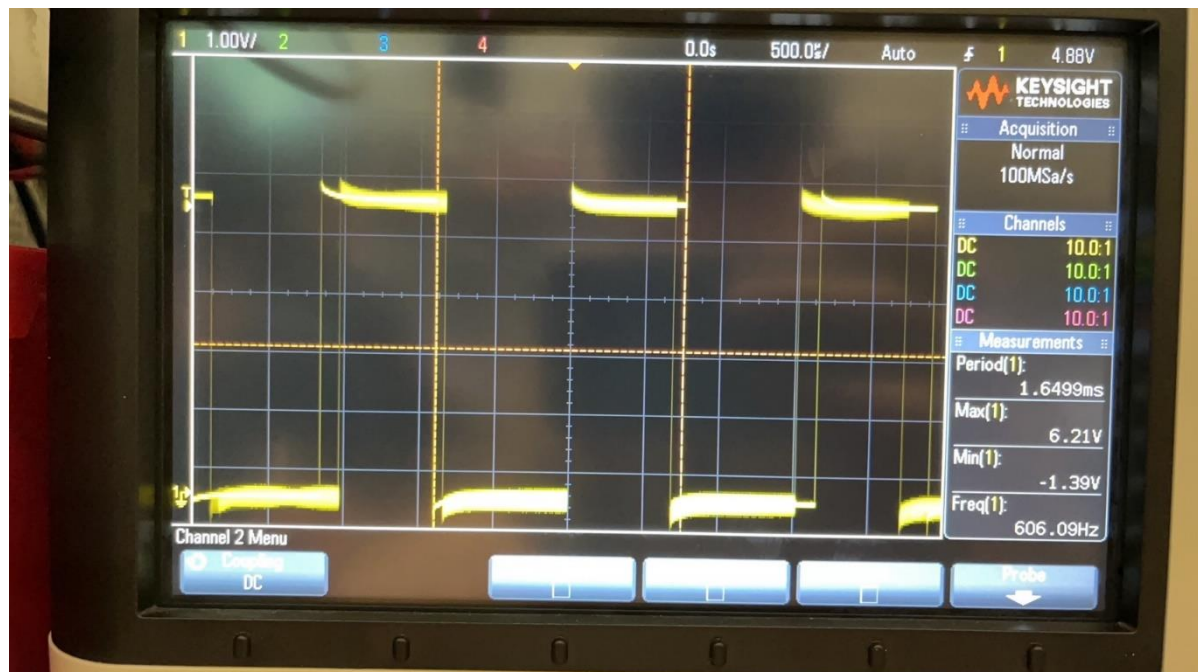 1 1.00V/ 2 3 4 0.0s 500.0µ/ Auto 1 4.88V
KEYSIGHT
TECHNOLOGIES
Acquisition
Normal
100MSa/s
Channels
DC 10.0:1
DC 10.0:1
DC 10.0:1
DC 10.0:1
Measurements
Period(1):
1.6499ms
Max(1):
6.21V
Min(1):
-1.39V
Freq(1):
606.09Hz
T
1
Channel 2 Menu
Coupling
DC
Probe